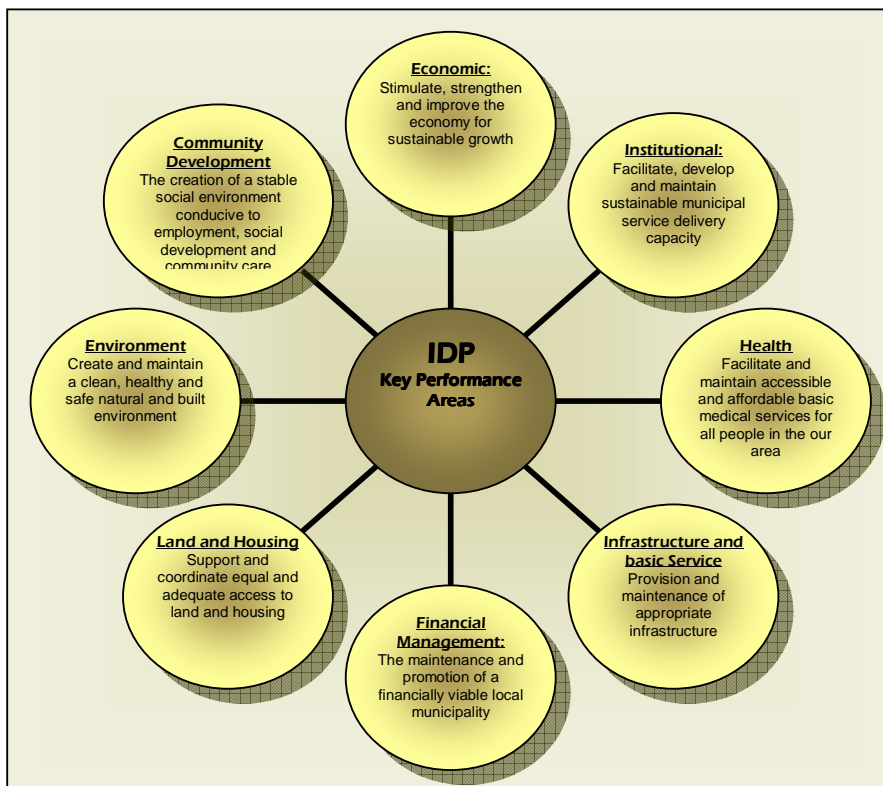 IDP
Key Performance
Areas
Economic:
Stimulate, strengthen
and improve the
economy for
sustainable growth
Institutional:
Facilitate, develop
and maintain
sustainable municipal
service delivery
capacity
Health
Facilitate and
maintain accessible
and affordable basic
medical services for
all people in the our
area
Infrastructure and
basic Service
Provision and
maintenance of
appropriate
infrastructure
Financial
Management:
The maintenance and
promotion of a
financially viable local
municipality
Land and Housing
Support and
coordinate equal and
adequate access to
land and housing
Environment
Create and maintain
a clean, healthy and
safe natural and built
environment
Community
Development
The creation of a stable
social environment
conducive to
employment, social
development and
community care